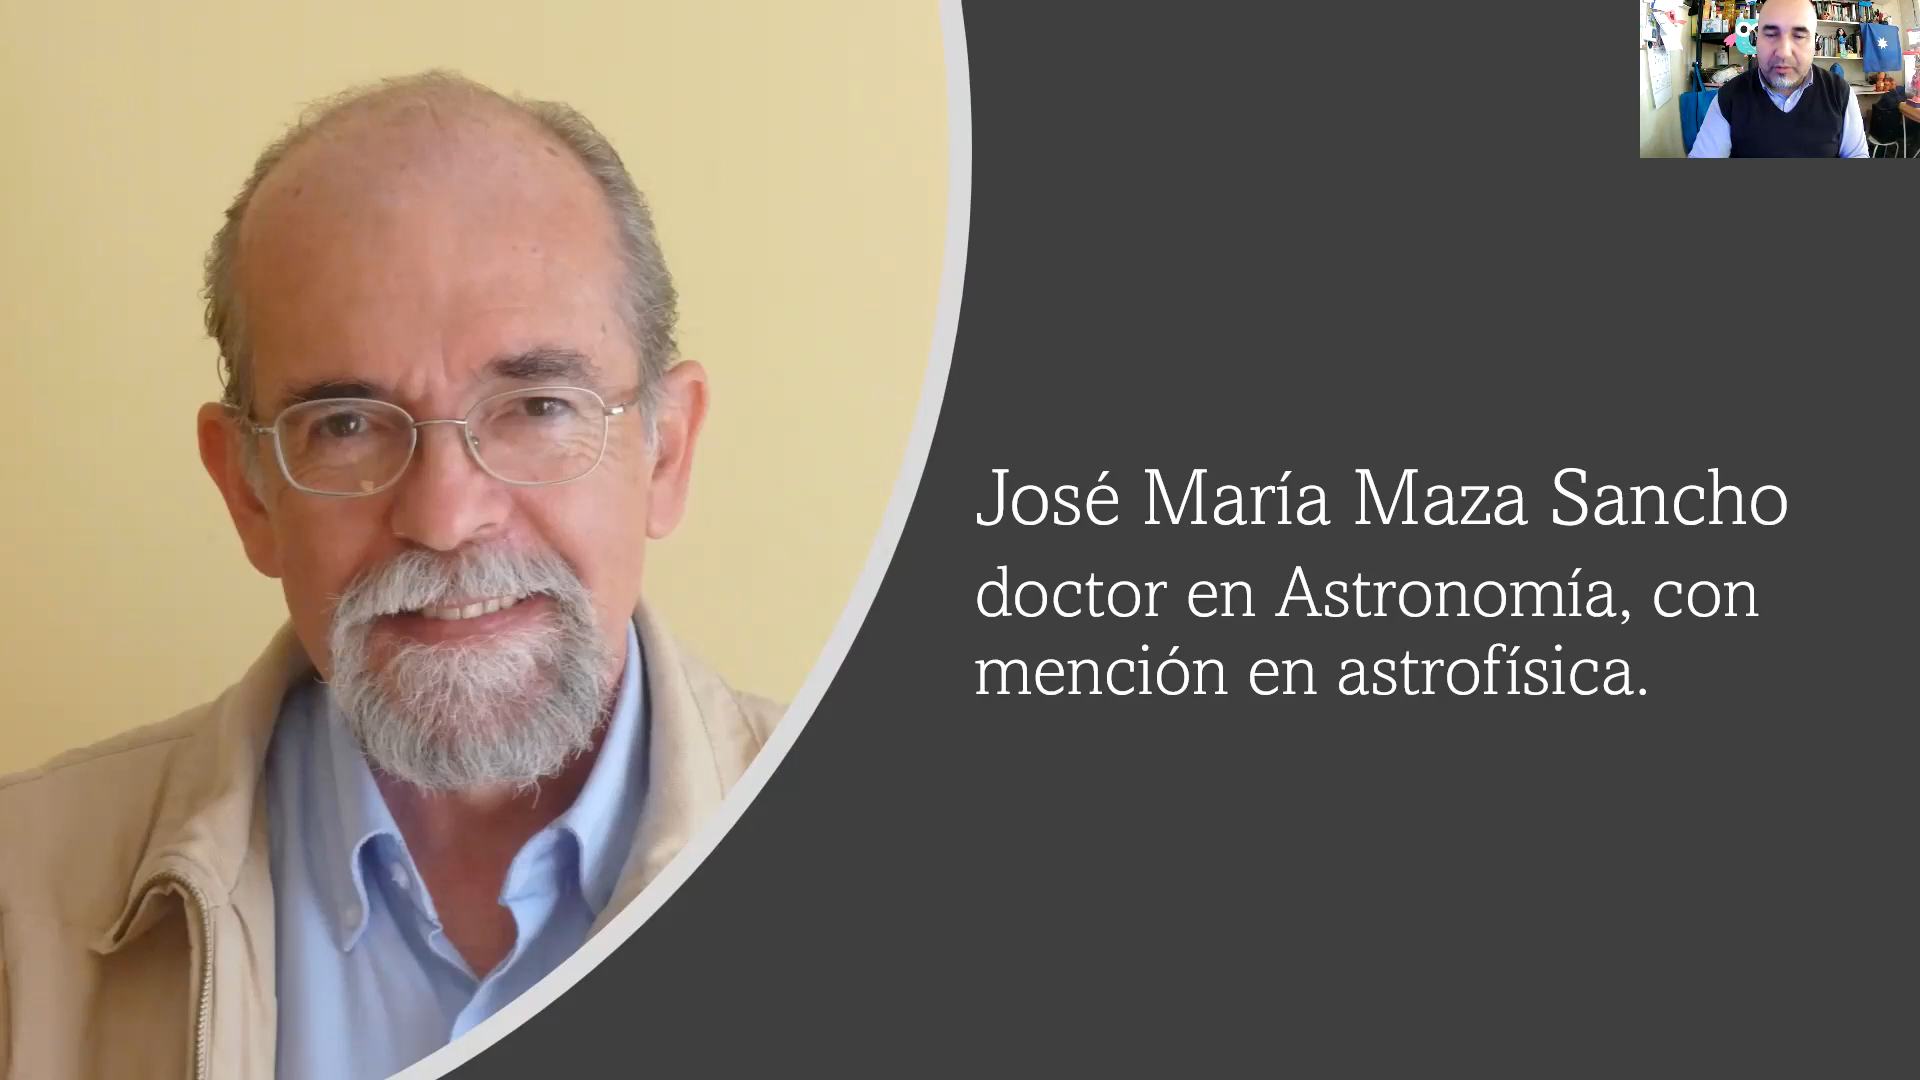 José María Maza Sancho
doctor en Astronomía, con
mención en astrofísica.